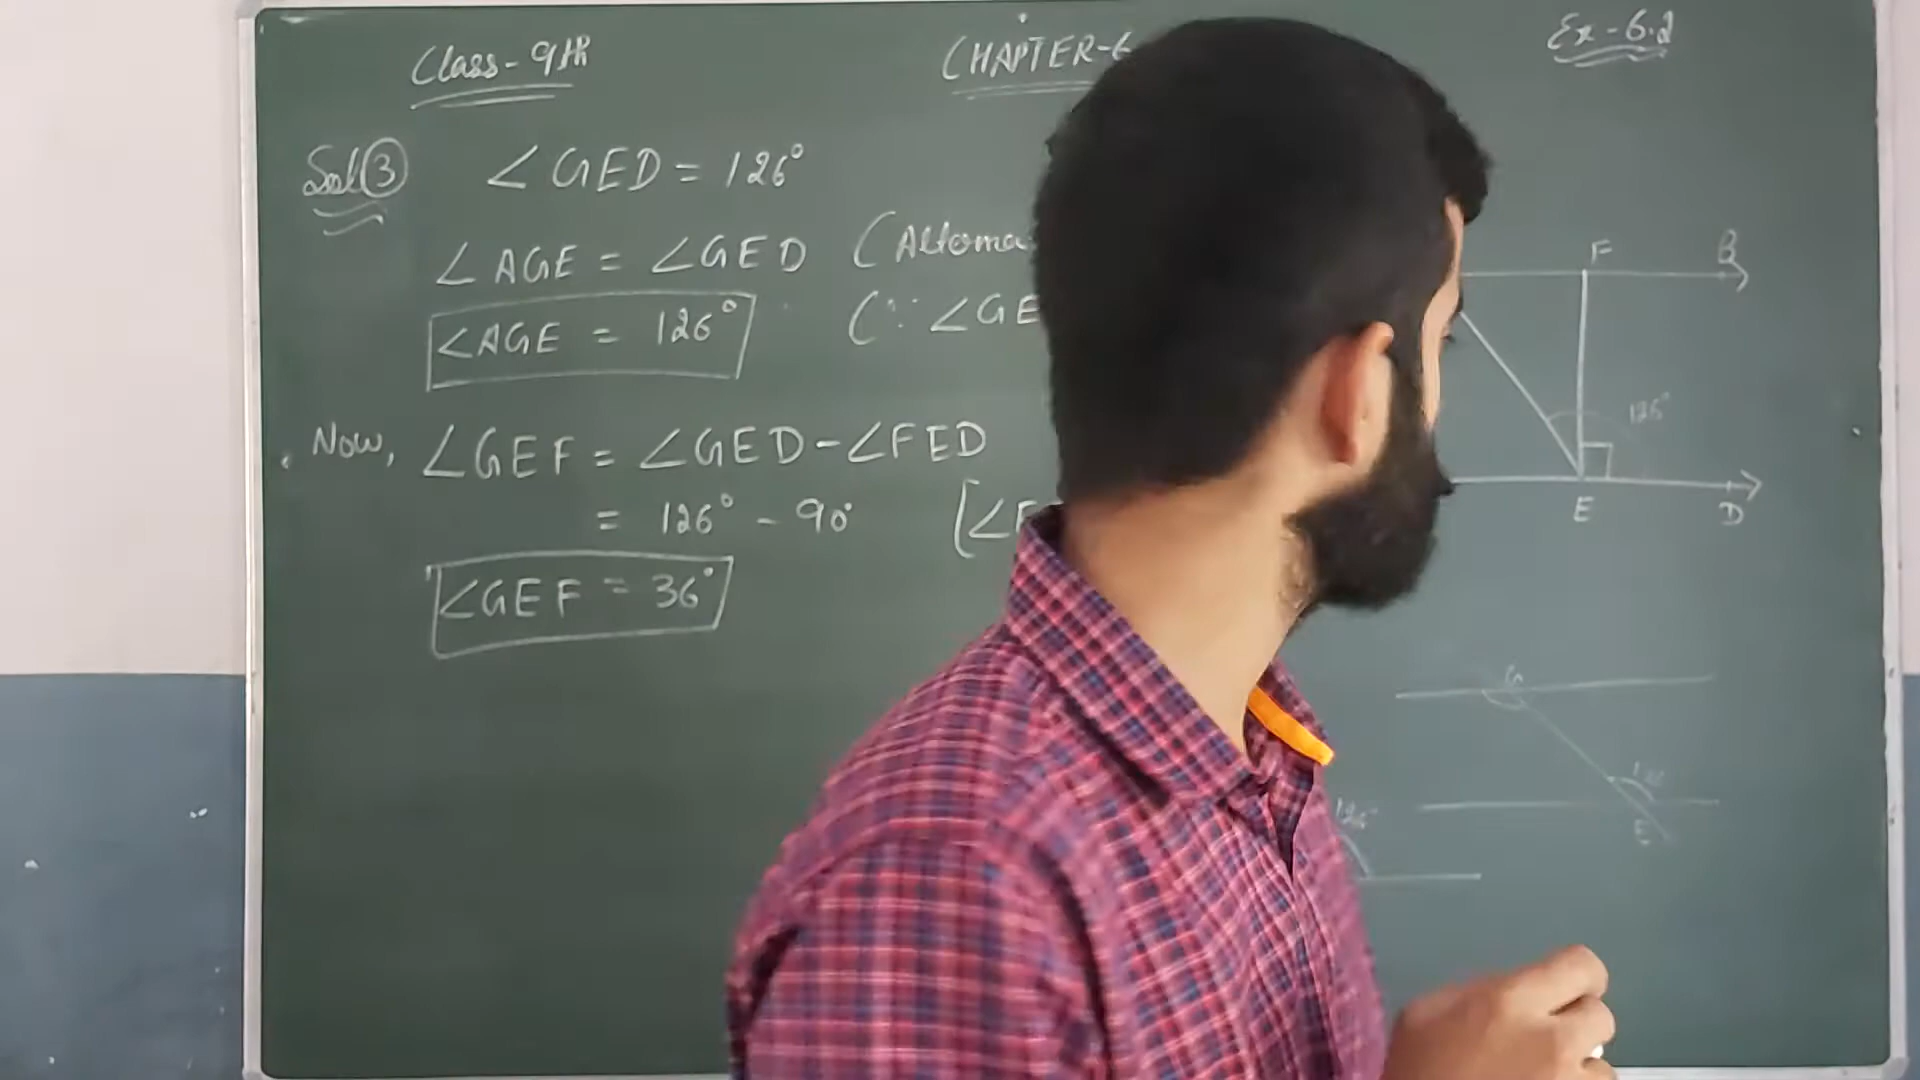 Class-9th
CHAPTER-6
Ex-6.2
Sol ③ ∠GED = 126°
∠AGE = ∠GED (Alterna
∠AGE = 126° (∵ ∠GE
Now, ∠GEF = ∠GED-∠FED
= 126° - 90° [∠F
∠GEF = 36°
F B
126°
E D
G
E
126°